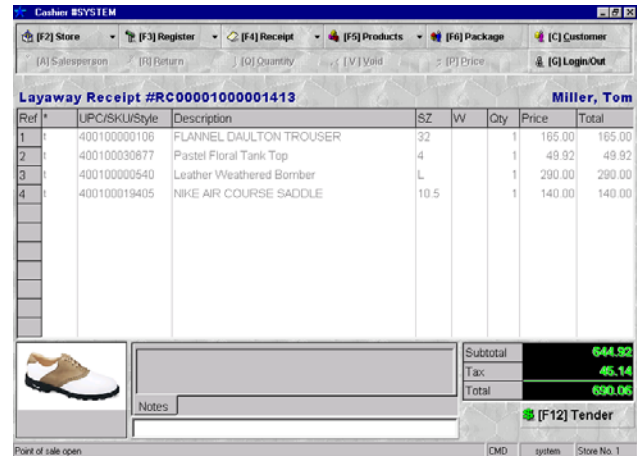 Cashier #SYSTEM
[F2] Store [F3] Register [F4] Receipt [F5] Products [F6] Package [C] Customer
[A] Salesperson [R] Return [Q] Quantity [V] Void [P] Price [G] Login/Out
Layaway Receipt #RC00001000001413 Miller, Tom
Ref * UPC/SKU/Style Description SZ W Qty Price Total
1 t 400100000106 FLANNEL DAULTON TROUSER 32 1 165.00 165.00
2 t 400100030677 Pastel Floral Tank Top 4 1 49.92 49.92
3 t 400100000540 Leather Weathered Bomber L 1 290.00 290.00
4 t 400100019405 NIKE AIR COURSE SADDLE 10.5 1 140.00 140.00
Subtotal 644.92
Tax 45.14
Total 690.06
Notes
[F12] Tender
Point of sale open CMD system Store No. 1